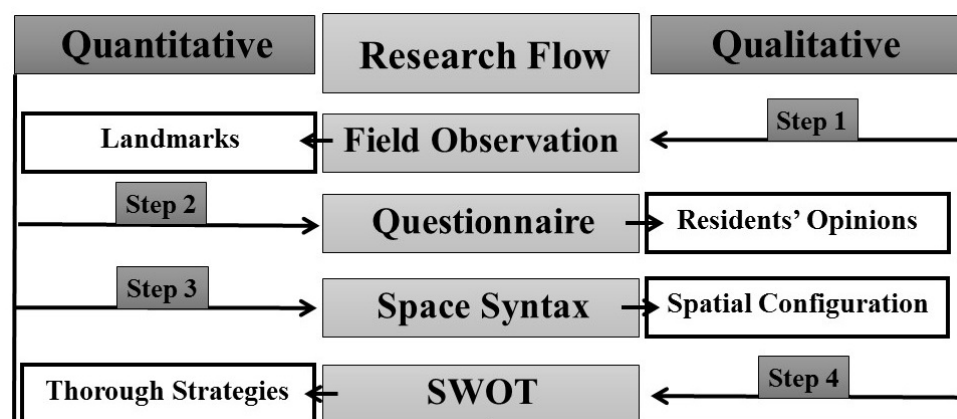 Quantitative
Research Flow
Qualitative
Landmarks
Field Observation
Step 1
Step 2
Questionnaire
Residents’ Opinions
Step 3
Space Syntax
Spatial Configuration
Thorough Strategies
SWOT
Step 4